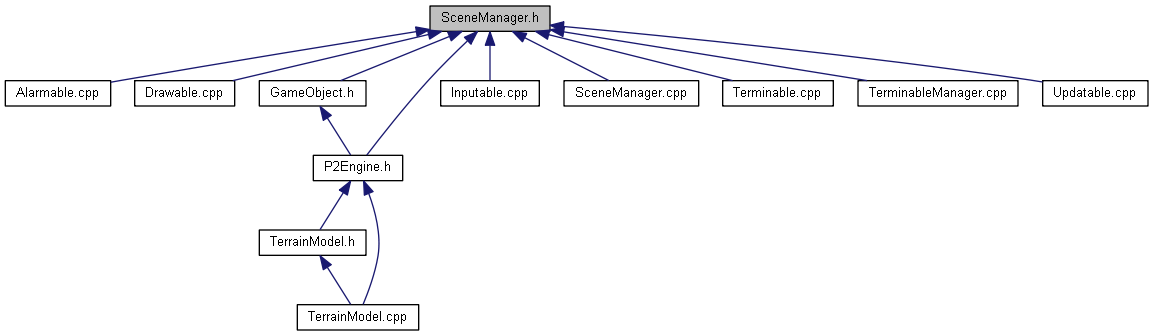 SceneManager.h
Alarmable.cpp
Drawable.cpp
GameObject.h
Inputable.cpp
SceneManager.cpp
Terminable.cpp
TerminableManager.cpp
Updatable.cpp
P2Engine.h
TerrainModel.h
TerrainModel.cpp